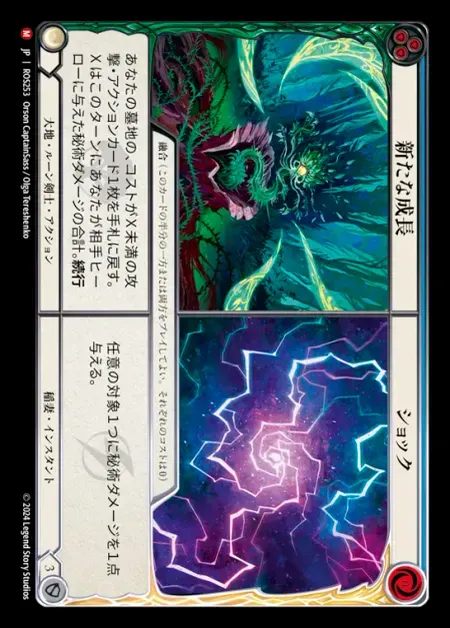 新たな成長
融合（このカードの半分の一方または両方をプレイしてよい。それぞれのコストは0）
あなたの墓地の、コストがX未満の攻
撃・アクションカード1枚を手札に戻す。
Xはこのターンにあなたが相手ヒー
ローに与えた秘術ダメージの合計。続行
大地・ルーン剣士・アクション
M JP | ROS253 Orson CaptainSass / Olga Tereshenko
ショック
任意の対象1つに秘術ダメージを1点
与える。
稲妻・インスタント
3
© 2024 Legend Story Studios